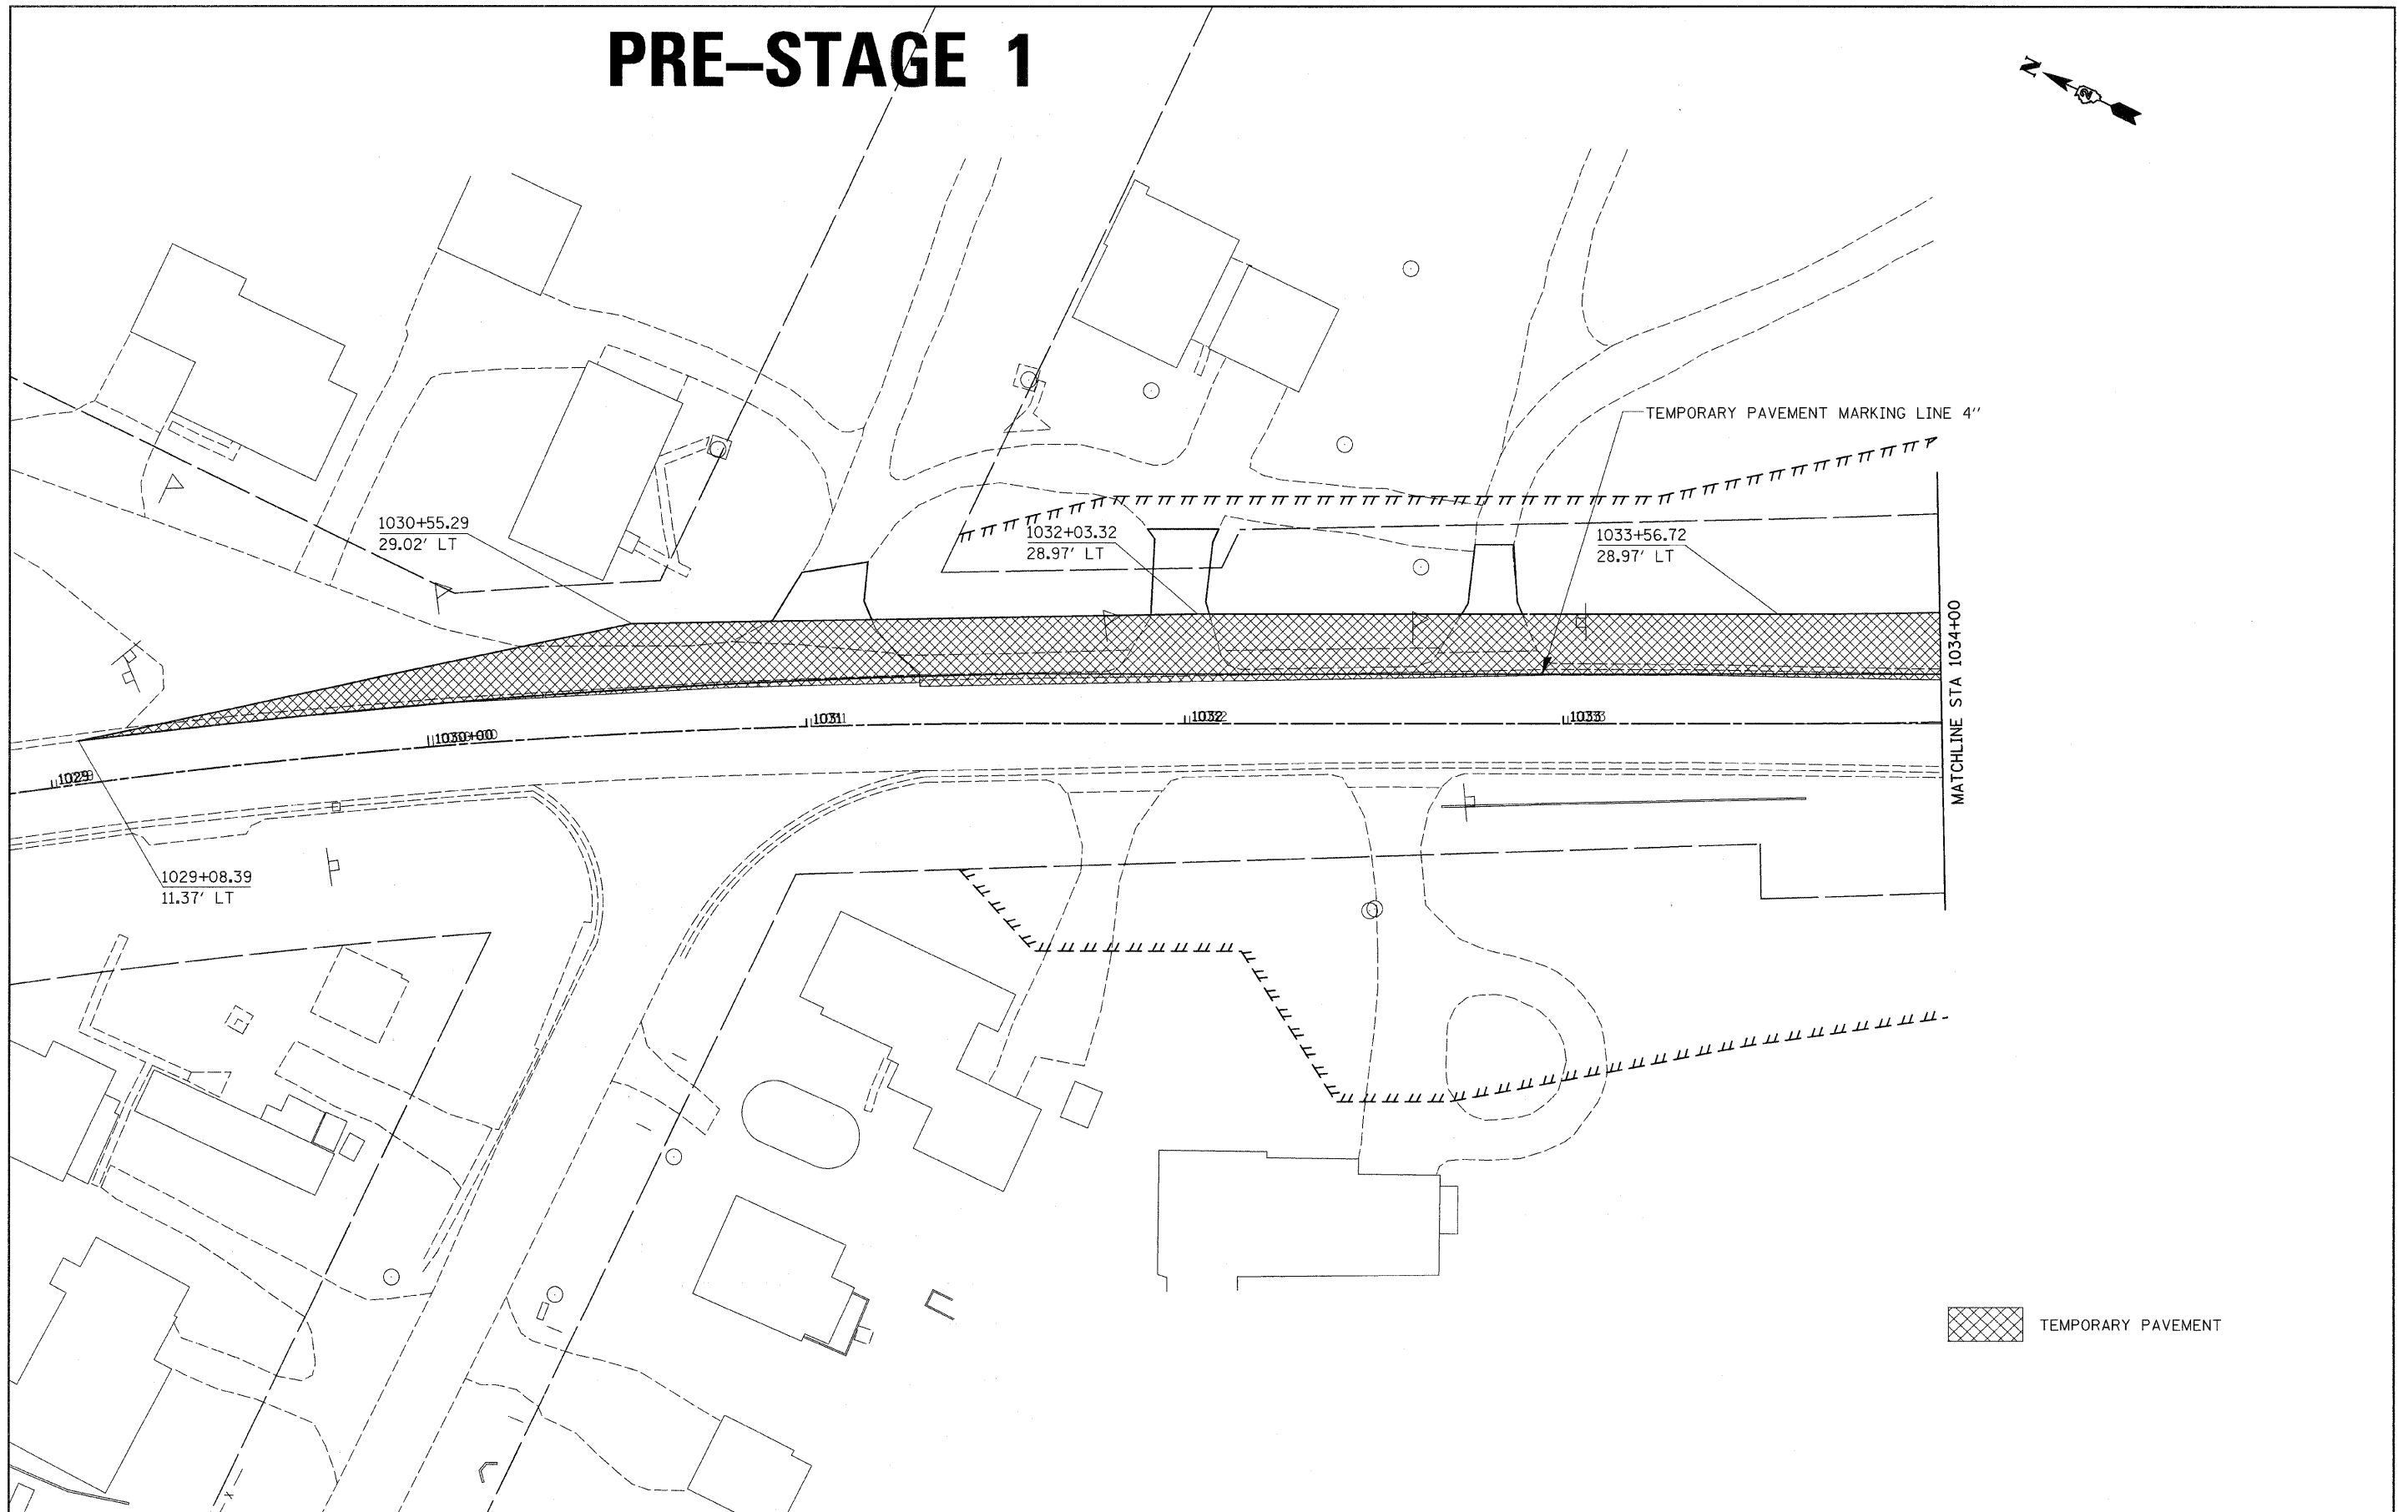 PRE–STAGE 1
N
2
TEMPORARY PAVEMENT MARKING LINE 4''
1030+55.29
29.02' LT
1032+03.32
28.97' LT
1033+56.72
28.97' LT
MATCHLINE STA 1034+00
1029
1030+00
1031
1032
1033
1029+08.39
11.37' LT
TEMPORARY PAVEMENT